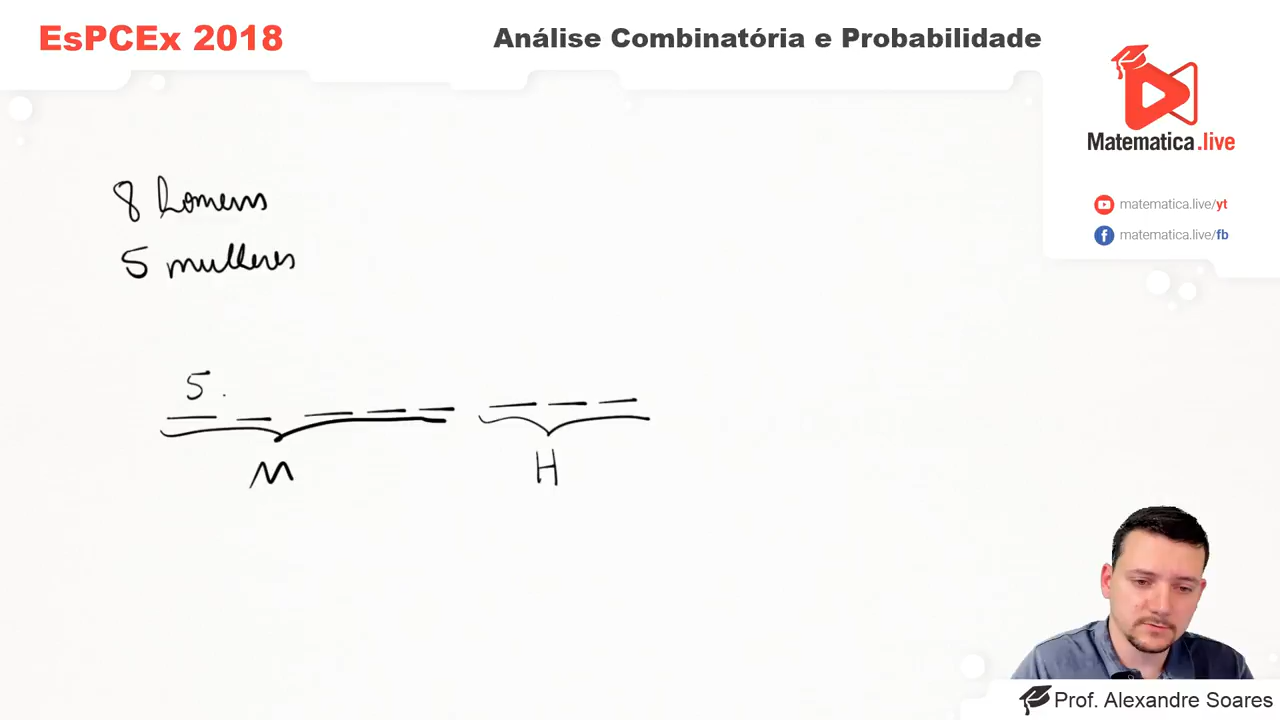 EsPCEx 2018
Análise Combinatória e Probabilidade
Matematica.live
matematica.live/yt
matematica.live/fb
8 homens
5 mulheres
5 .
M
H
Prof. Alexandre Soares